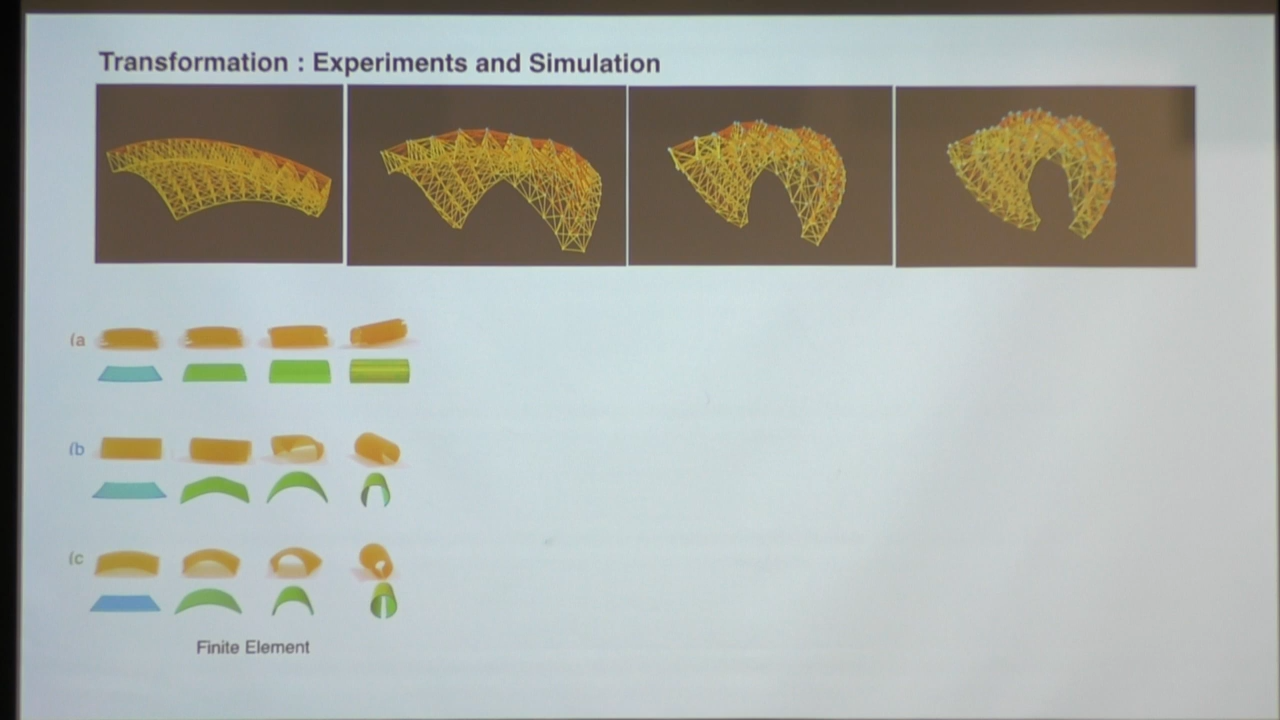 Transformation : Experiments and Simulation
(a
(b
(c
Finite Element